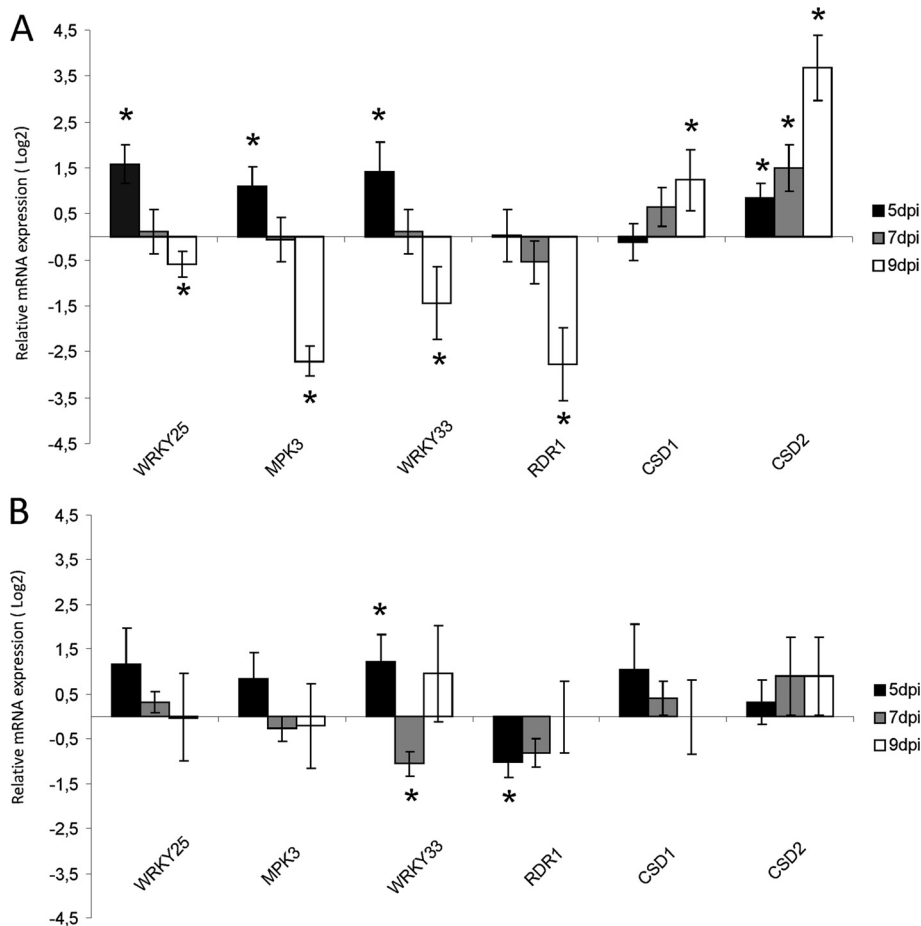 A
Relative mRNA expression ( Log2)
4,5
3,5
2,5
1,5
0,5
-0,5
-1,5
-2,5
-3,5
-4,5
* * * * * * * * * * * *
WRKY25
MPK3
WRKY33
RDR1
CSD1
CSD2
5dpi
7dpi
9dpi
B
Relative mRNA expression ( Log2)
4,5
3,5
2,5
1,5
0,5
-0,5
-1,5
-2,5
-3,5
-4,5
* * *
WRKY25
MPK3
WRKY33
RDR1
CSD1
CSD2
5dpi
7dpi
9dpi